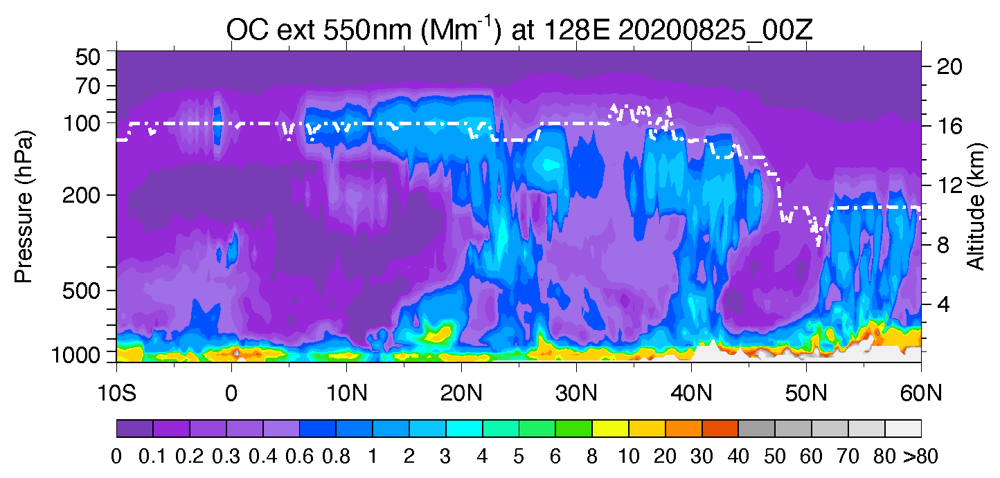 OC ext 550nm (Mm-1) at 128E 20200825_00Z
50
70
100
200
500
1000
Pressure (hPa)
20
16
12
8
4
Altitude (km)
10S 0 10N 20N 30N 40N 50N 60N
0 0.1 0.2 0.3 0.4 0.6 0.8 1 2 3 4 5 6 8 10 20 30 40 50 60 70 80 >80